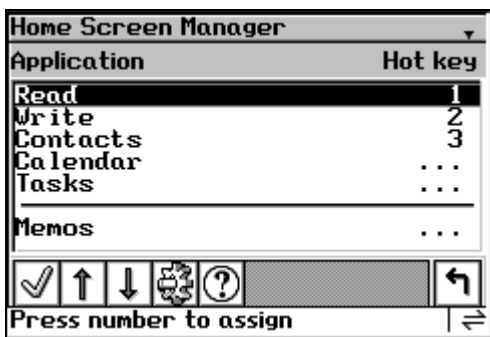 Home Screen Manager
Application Hot key
Read 1
Write 2
Contacts 3
Calendar ...
Tasks ...
Memos ...
?
Press number to assign